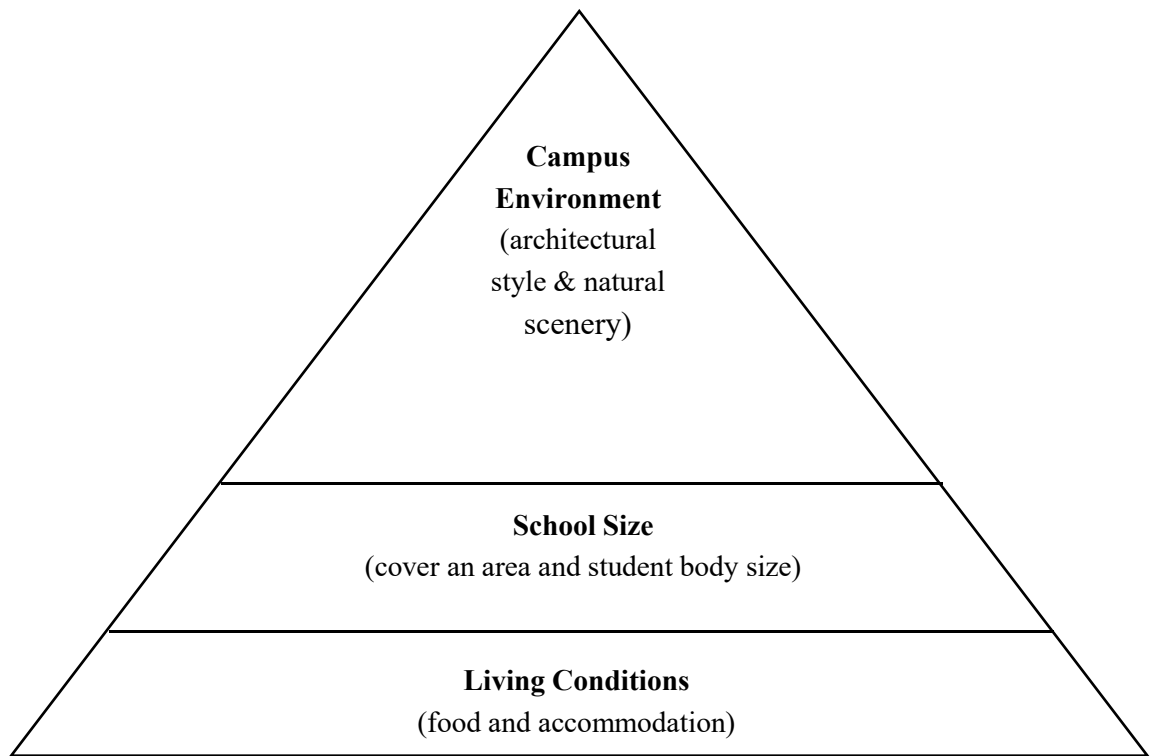 Campus
Environment
(architectural
style & natural
scenery)
School Size
(cover an area and student body size)
Living Conditions
(food and accommodation)